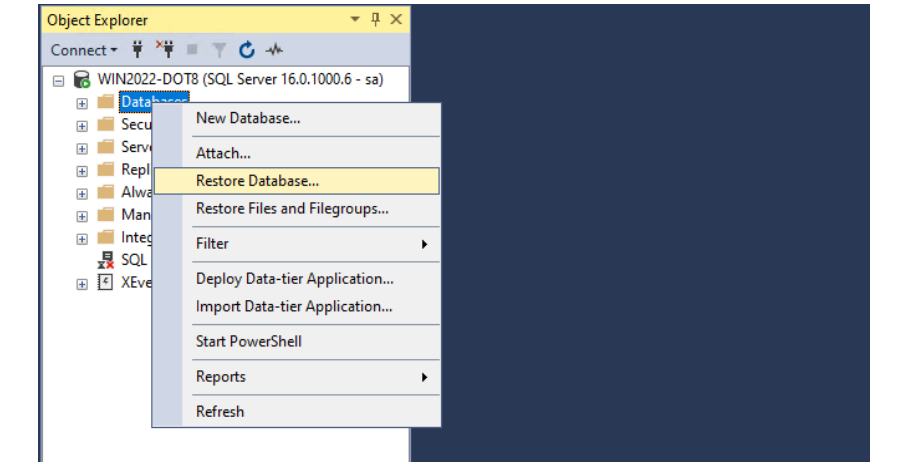 Object Explorer
Connect
WIN2022-DOT8 (SQL Server 16.0.1000.6 - sa)
Databases
Secu
Serv
Repl
Alwa
Man
Integ
SQL
XEve
New Database...
Attach...
Restore Database...
Restore Files and Filegroups...
Filter
Deploy Data-tier Application...
Import Data-tier Application...
Start PowerShell
Reports
Refresh